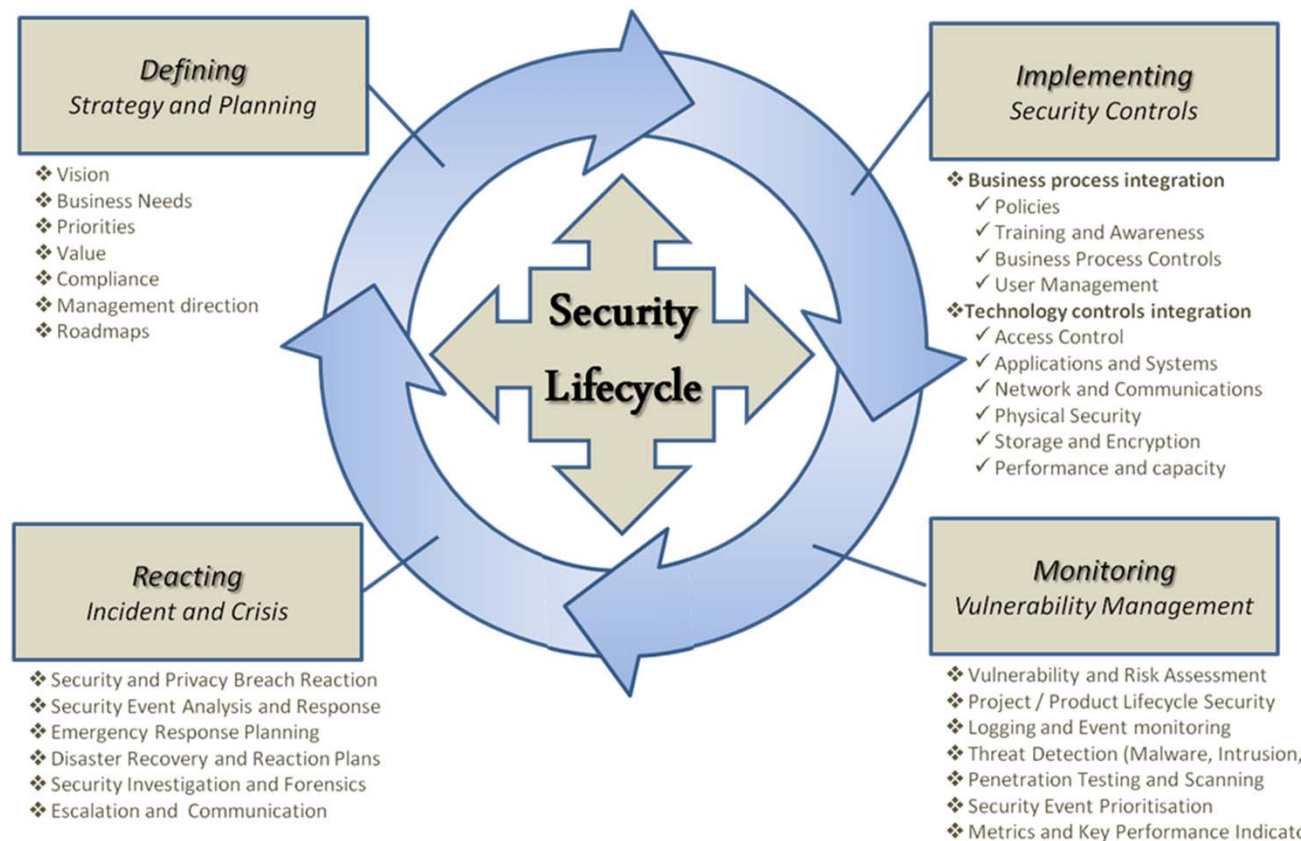 Defining
Strategy and Planning
❖ Vision
❖ Business Needs
❖ Priorities
❖ Value
❖ Compliance
❖ Management direction
❖ Roadmaps
Implementing
Security Controls
❖ Business process integration
✓ Policies
✓ Training and Awareness
✓ Business Process Controls
✓ User Management
❖ Technology controls integration
✓ Access Control
✓ Applications and Systems
✓ Network and Communications
✓ Physical Security
✓ Storage and Encryption
✓ Performance and capacity
Security
Lifecycle
Reacting
Incident and Crisis
❖ Security and Privacy Breach Reaction
❖ Security Event Analysis and Response
❖ Emergency Response Planning
❖ Disaster Recovery and Reaction Plans
❖ Security Investigation and Forensics
❖ Escalation and Communication
Monitoring
Vulnerability Management
❖ Vulnerability and Risk Assessment
❖ Project / Product Lifecycle Security
❖ Logging and Event monitoring
❖ Threat Detection (Malware, Intrusion,
❖ Penetration Testing and Scanning
❖ Security Event Prioritisation
❖ Metrics and Key Performance